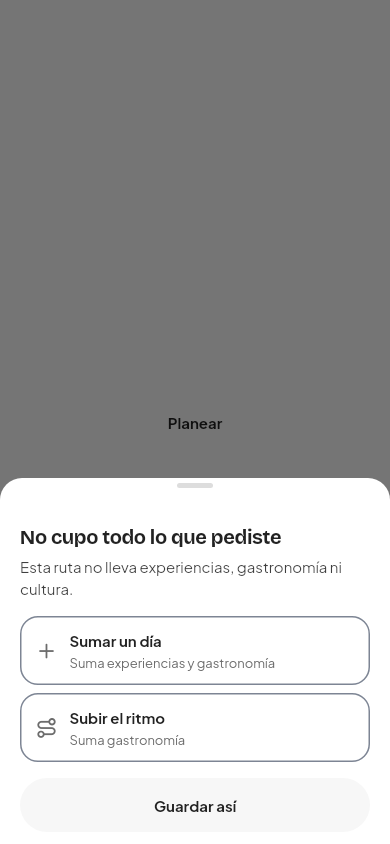 Planear
No cupo todo lo que pediste
Esta ruta no lleva experiencias, gastronomía ni
cultura.
Sumar un día
Suma experiencias y gastronomía
Subir el ritmo
Suma gastronomía
Guardar así